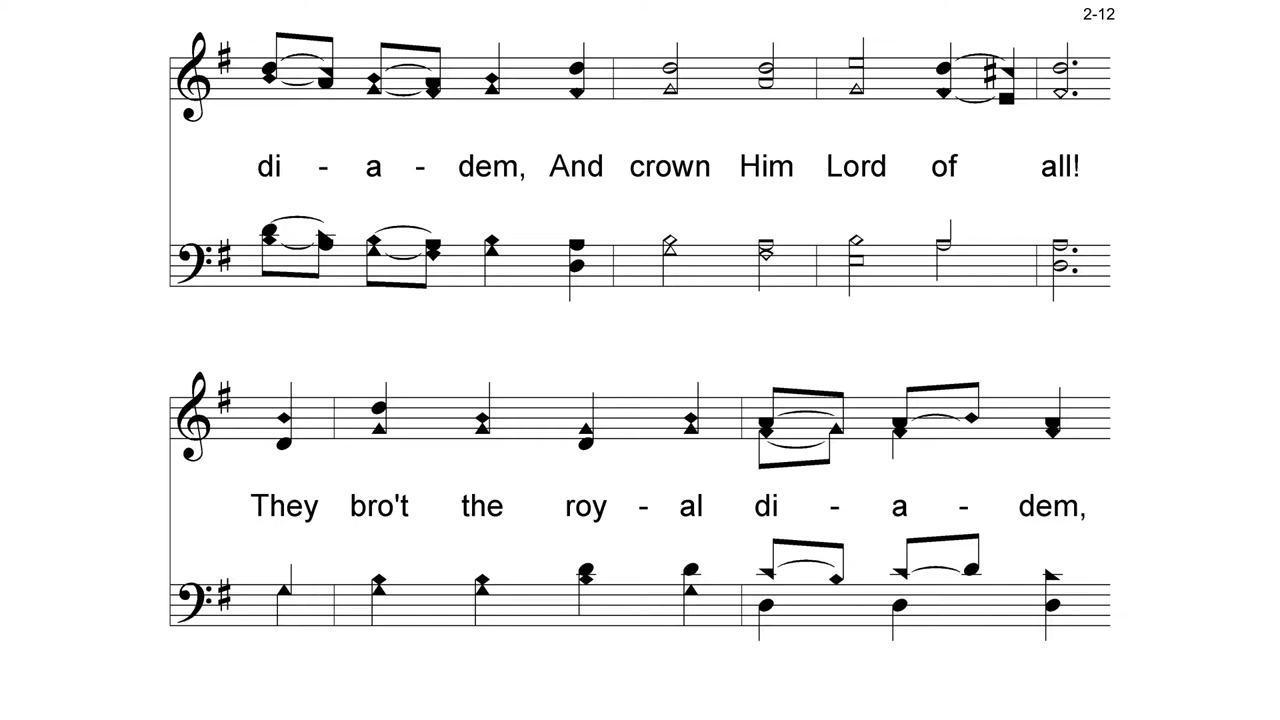 2-12
di - a - dem, And crown Him Lord of all!
They bro't the roy - al di - a - dem,